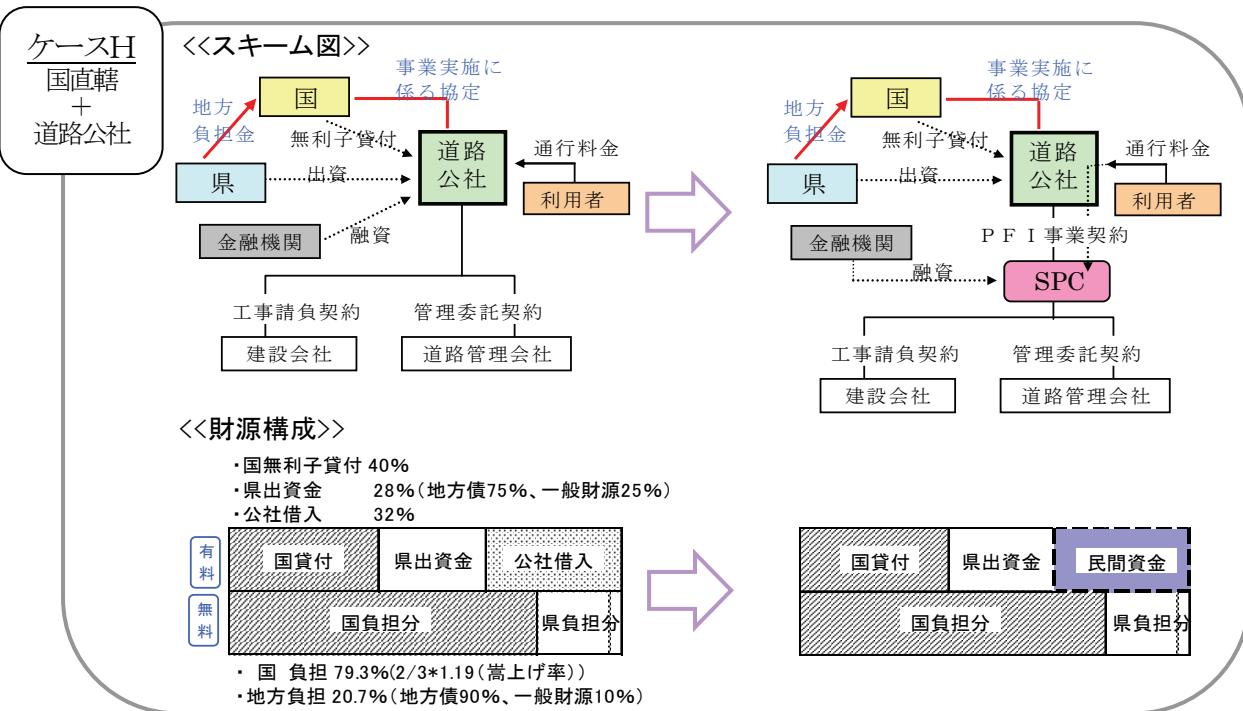 ケースH
国直轄
＋
道路公社
<<スキーム図>>
事業実施に
係る協定
国
地方
負担金
無利子貸付
道路
公社
通行料金
県
出資
利用者
金融機関
融資
工事請負契約
管理委託契約
建設会社
道路管理会社
事業実施に
係る協定
国
地方
負担金
無利子貸付
道路
公社
通行料金
県
出資
利用者
ＰＦＩ事業契約
金融機関
融資
SPC
工事請負契約
管理委託契約
建設会社
道路管理会社
<<財源構成>>
・国無利子貸付 40%
・県出資金 28%(地方債75%、一般財源25%)
・公社借入 32%
有料
国貸付
県出資金
公社借入
無料
国負担分
県負担分
国貸付
県出資金
民間資金
国負担分
県負担分
・ 国 負担 79.3%(2/3*1.19(嵩上げ率))
・地方負担 20.7%(地方債90%、一般財源10%)